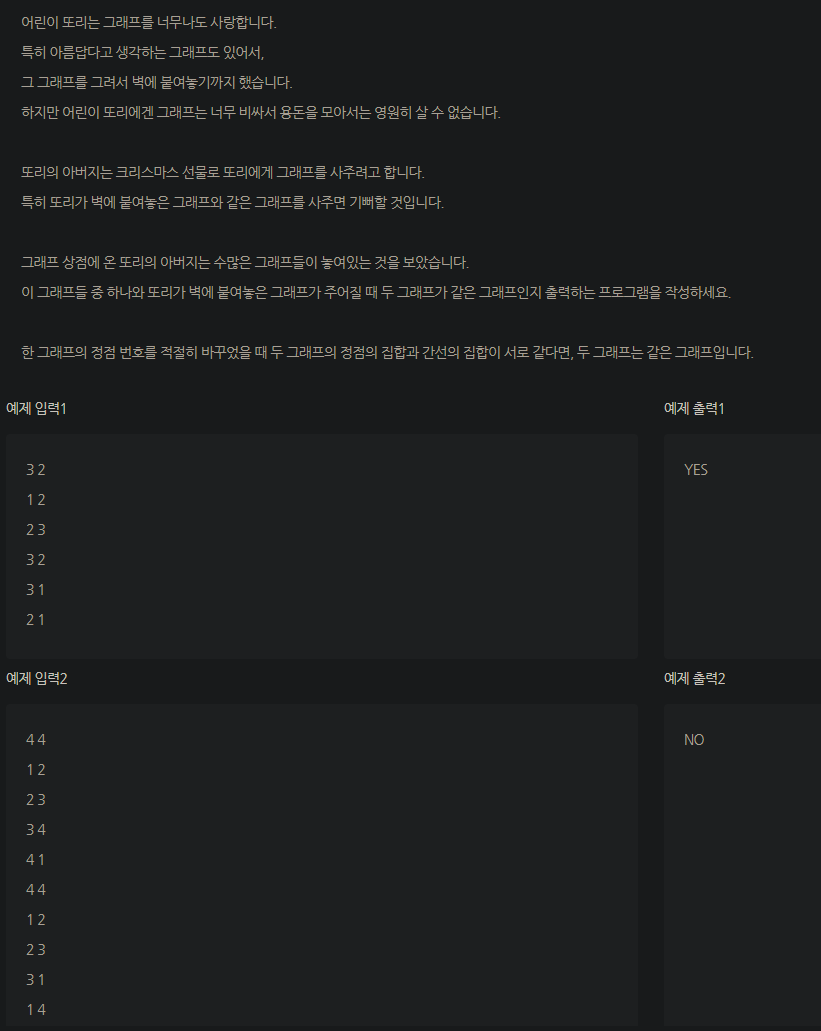 어린이 또리는 그래프를 너무나도 사랑합니다.
특히 아름답다고 생각하는 그래프도 있어서,
그 그래프를 그려서 벽에 붙여놓기까지 했습니다.
하지만 어린이 또리에겐 그래프는 너무 비싸서 용돈을 모아서는 영원히 살 수 없습니다.
또리의 아버지는 크리스마스 선물로 또리에게 그래프를 사주려고 합니다.
특히 또리가 벽에 붙여놓은 그래프와 같은 그래프를 사주면 기뻐할 것입니다.
그래프 상점에 온 또리의 아버지는 수많은 그래프들이 놓여있는 것을 보았습니다.
이 그래프들 중 하나와 또리가 벽에 붙여놓은 그래프가 주어질 때 두 그래프가 같은 그래프인지 출력하는 프로그램을 작성하세요.
한 그래프의 정점 번호를 적절히 바꾸었을 때 두 그래프의 정점의 집합과 간선의 집합이 서로 같다면, 두 그래프는 같은 그래프입니다.
예제 입력1
예제 출력1
3 2
1 2
2 3
3 2
3 1
2 1
YES
예제 입력2
예제 출력2
4 4
1 2
2 3
3 4
4 1
4 4
1 2
2 3
3 1
1 4
NO